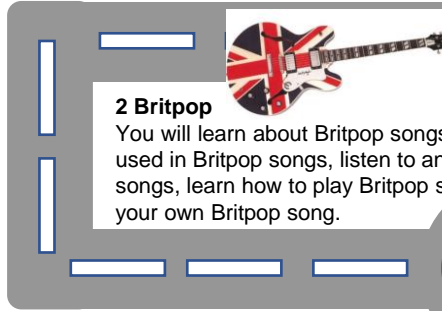 2 Britpop
You will learn about Britpop songs
used in Britpop songs, listen to an
songs, learn how to play Britpop s
your own Britpop song.